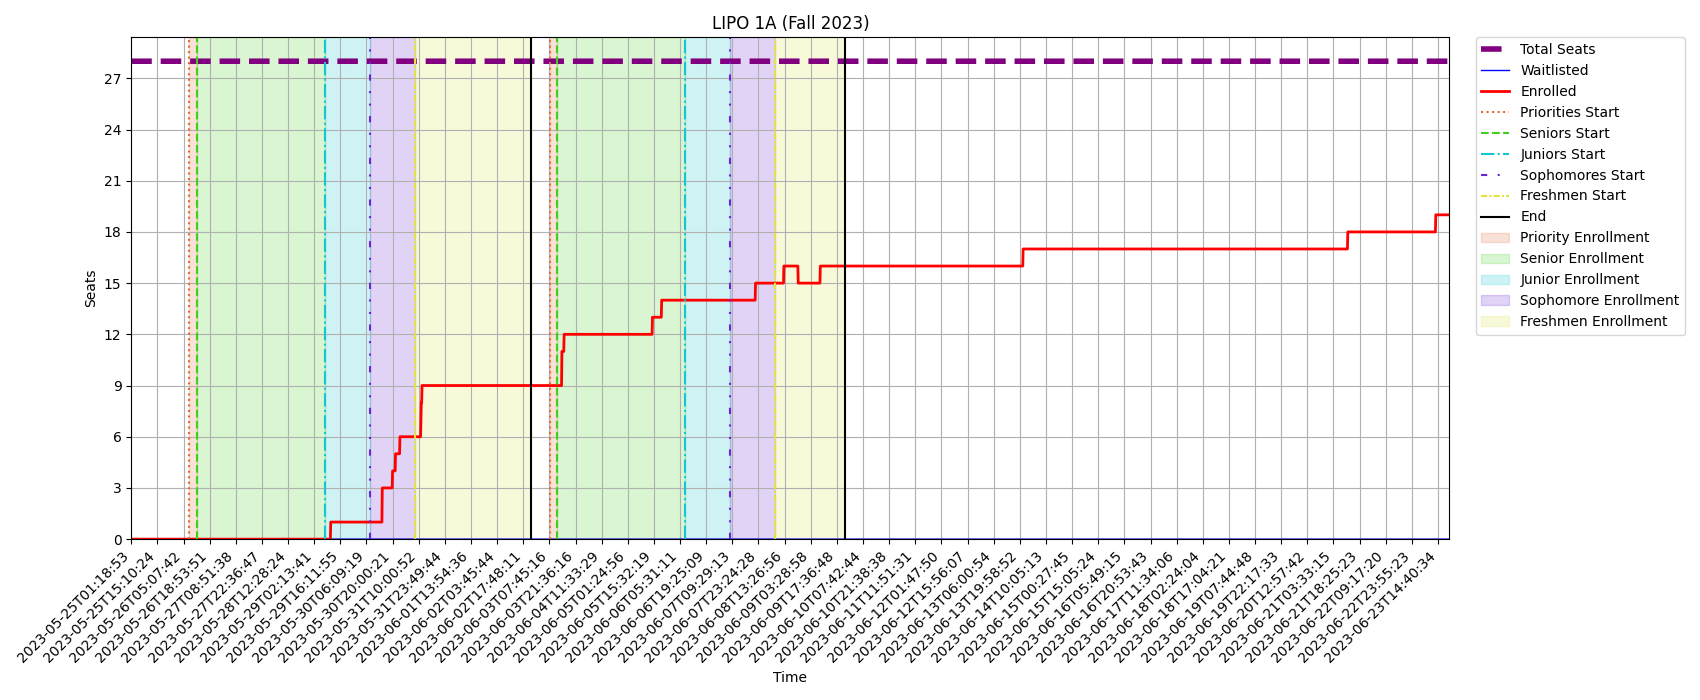 LIPO 1A (Fall 2023)
Total Seats
Waitlisted
Enrolled
Priorities Start
Seniors Start
Juniors Start
Sophomores Start
Freshmen Start
End
Priority Enrollment
Senior Enrollment
Junior Enrollment
Sophomore Enrollment
Freshmen Enrollment
Seats
27
24
21
18
15
12
9
6
3
0
2023-05-25T01:18:53
2023-05-25T15:10:24
2023-05-26T05:07:42
2023-05-26T18:53:51
2023-05-27T08:51:38
2023-05-27T22:36:47
2023-05-28T12:28:24
2023-05-29T02:13:41
2023-05-29T16:11:55
2023-05-30T06:09:19
2023-05-30T20:00:21
2023-05-31T10:00:52
2023-05-31T23:49:44
2023-06-01T13:54:36
2023-06-02T03:45:44
2023-06-02T17:48:11
2023-06-03T07:45:16
2023-06-03T21:36:16
2023-06-04T11:33:29
2023-06-05T01:24:56
2023-06-05T15:32:19
2023-06-06T05:31:11
2023-06-06T19:25:09
2023-06-07T09:29:13
2023-06-07T23:24:28
2023-06-08T13:26:56
2023-06-09T03:28:58
2023-06-09T17:36:48
2023-06-10T07:42:44
2023-06-10T21:38:38
2023-06-11T11:51:31
2023-06-12T01:47:50
2023-06-12T15:56:07
2023-06-13T06:00:54
2023-06-13T19:58:52
2023-06-14T10:05:13
2023-06-15T00:27:45
2023-06-15T15:05:24
2023-06-16T05:49:15
2023-06-16T20:53:43
2023-06-17T11:34:06
2023-06-18T02:24:04
2023-06-18T17:04:21
2023-06-19T07:44:48
2023-06-19T22:17:33
2023-06-20T12:57:42
2023-06-21T03:33:15
2023-06-21T18:25:23
2023-06-22T09:17:20
2023-06-22T23:55:23
2023-06-23T14:40:34
Time